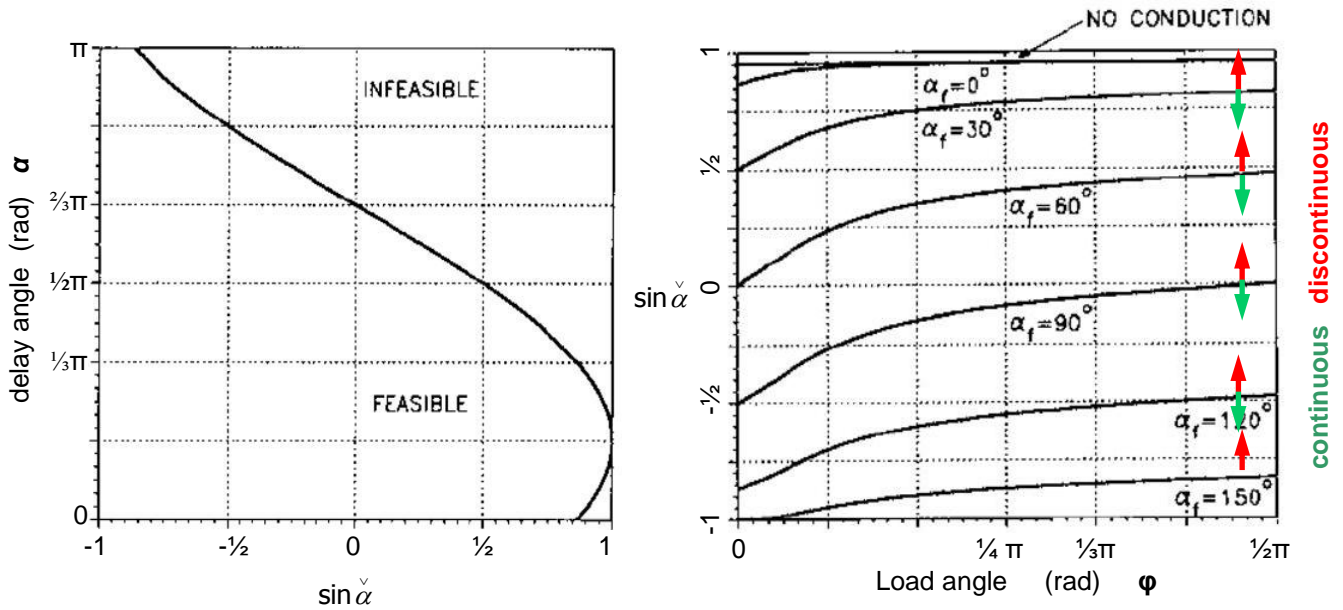 π
⅔π
½π
⅓π
0
delay angle (rad) α
INFEASIBLE
FEASIBLE
-1
-½
0
½
1
sin α̌
NO CONDUCTION
1
½
0
-½
-1
sin α̌
α_f=0°
α_f=30°
α_f=60°
α_f=90°
α_f=120°
α_f=150°
0
¼ π
⅓π
½π
Load angle (rad) φ
continuous discontinuous